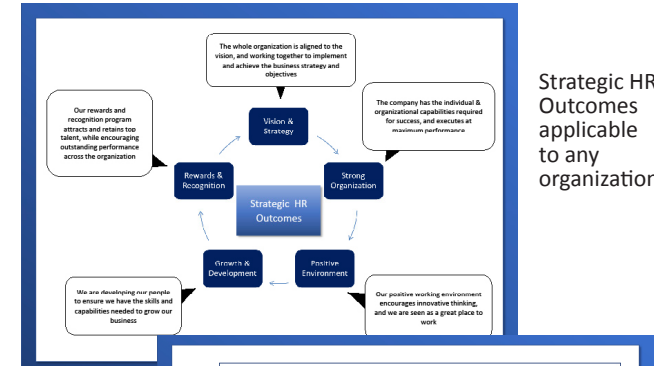 The whole organization is aligned to the
vision, and working together to implement
and achieve the business strategy and
objectives
Our rewards and
recognition program
attracts and retains top
talent, while encouraging
outstanding performance
across the organization
The company has the individual &
organizational capabilities required
for success, and executes at
maximum performance
Vision &
Strategy
Rewards &
Recognition
Strong
Organization
Strategic HR
Outcomes
Growth &
Development
Positive
Environment
We are developing our people
to ensure we have the skills and
capabilities needed to grow our
business
Our positive working environment
encourages innovative thinking,
and we are seen as a great place to
work
Strategic HR
Outcomes
applicable
to any
organization